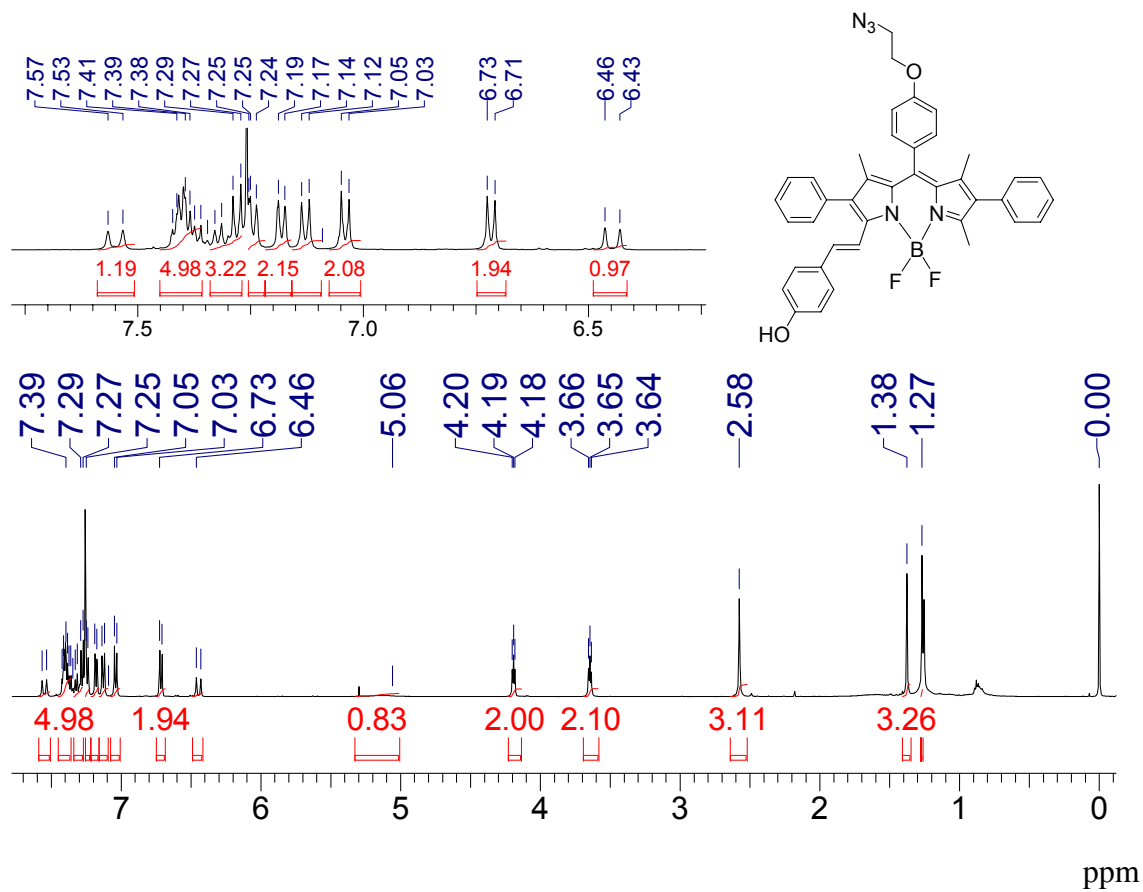 7.57 7.53 7.41 7.39 7.38 7.29 7.27 7.25 7.25 7.24 7.19 7.17 7.14 7.12 7.05 7.03 6.73 6.71 6.46 6.43
1.19 4.98 3.22 2.15 2.08 1.94 0.97
7.5 7.0 6.5
N3
O
N N
B
F F
HO
7.39 7.29 7.27 7.25 7.05 7.03 6.73 6.46 5.06 4.20 4.19 4.18 3.66 3.65 3.64 2.58 1.38 1.27 0.00
4.98 1.94 0.83 2.00 2.10 3.11 3.26
7 6 5 4 3 2 1 0
ppm